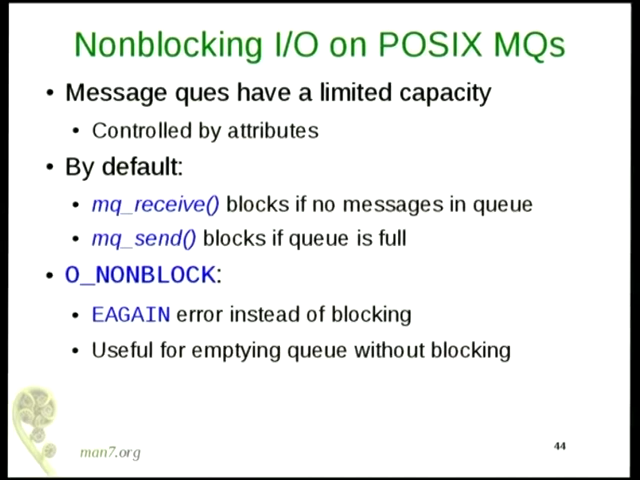 Nonblocking I/O on POSIX MQs
• Message ques have a limited capacity
• Controlled by attributes
• By default:
• mq_receive() blocks if no messages in queue
• mq_send() blocks if queue is full
• O_NONBLOCK:
• EAGAIN error instead of blocking
• Useful for emptying queue without blocking
man7.org
44